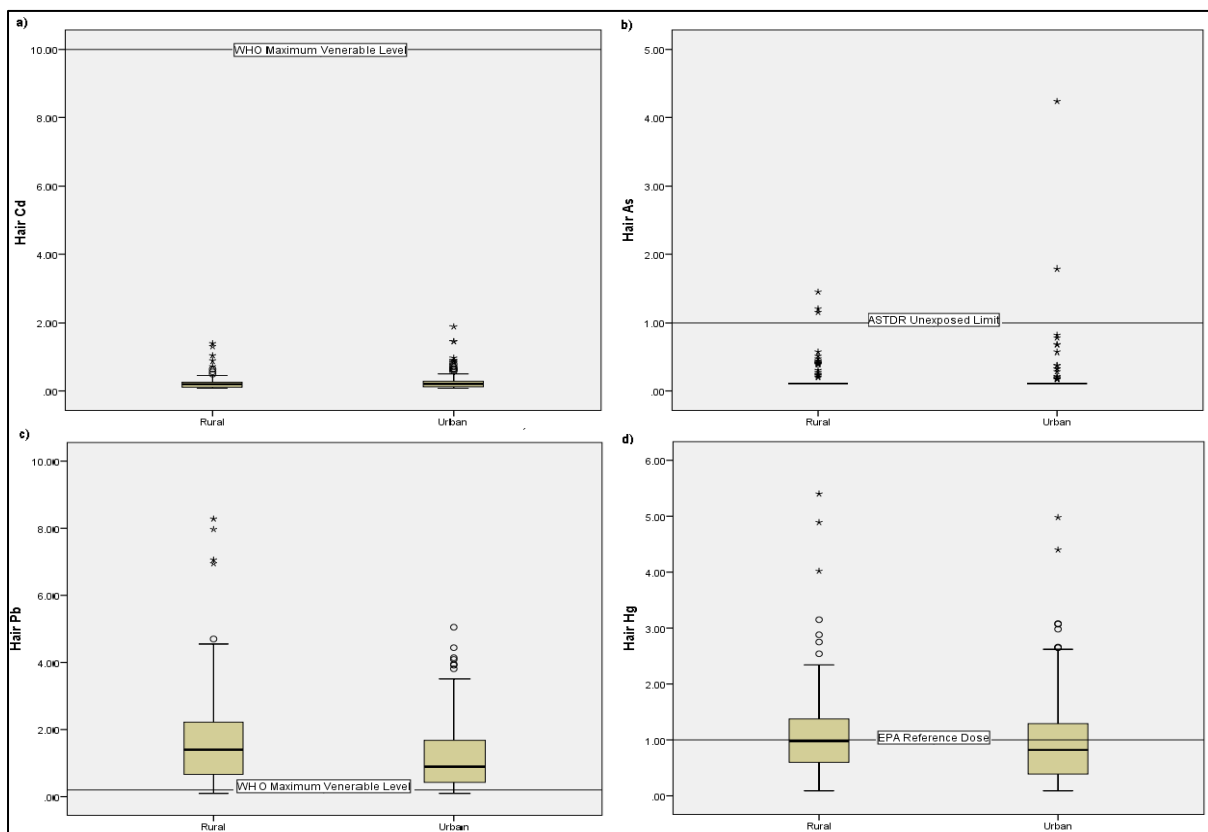 a)
WHO Maximum Venerable Level
10.00
8.00
6.00
4.00
2.00
.00
Hair Cd
Rural
Urban
b)
5.00
4.00
3.00
2.00
1.00
.00
ASTDR Unexposed Limit
Hair As
Rural
Urban
c)
10.00
8.00
6.00
4.00
2.00
.00
Hair Pb
WHO Maximum Venerable Level
Rural
Urban
d)
6.00
5.00
4.00
3.00
2.00
1.00
.00
EPA Reference Dose
Hair Hg
Rural
Urban